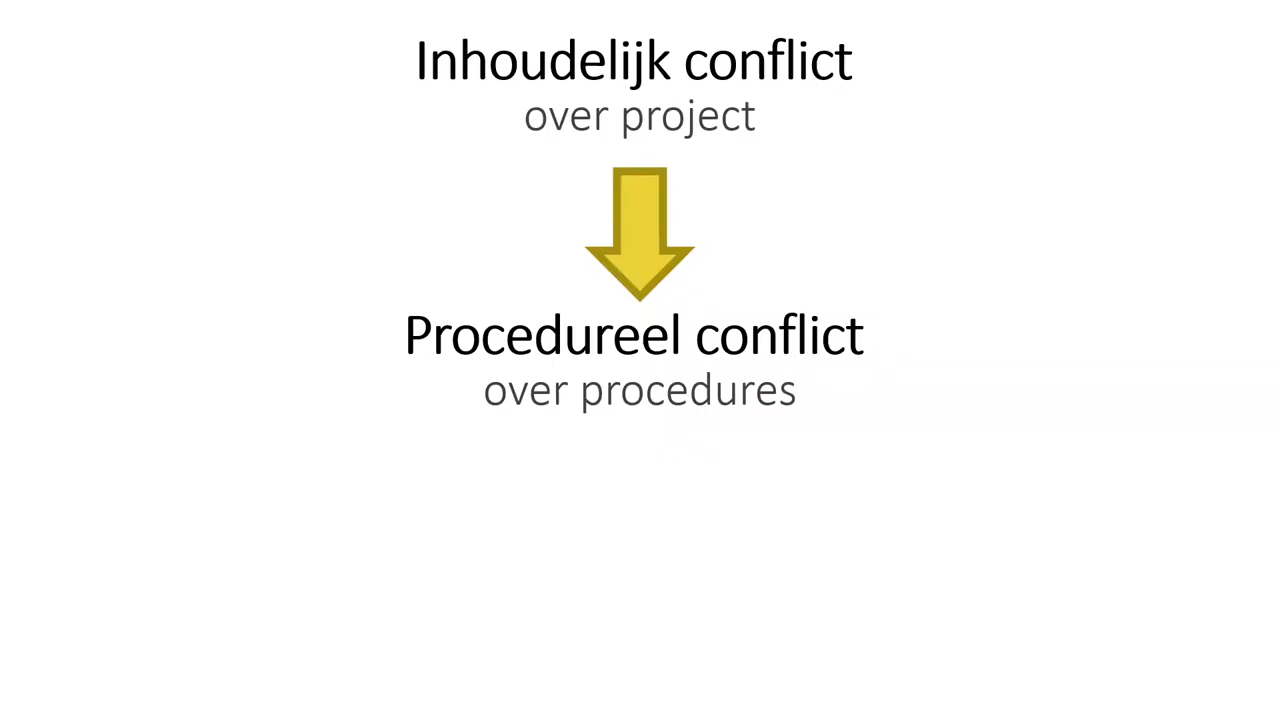 Inhoudelijk conflict
over project
Procedureel conflict
over procedures